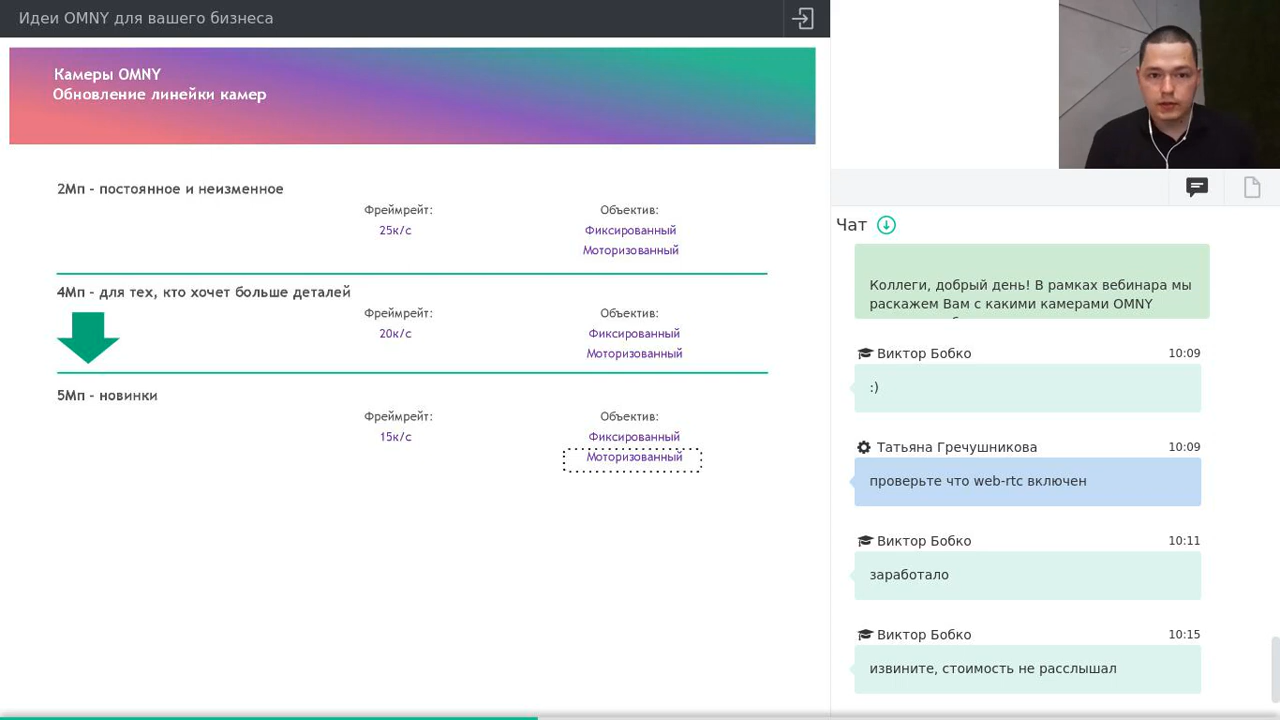 Идеи OMNY для вашего бизнеса
Камеры OMNY
Обновление линейки камер
2Мп - постоянное и неизменное
Фреймрейт:
25к/с
Объектив:
Фиксированный
Моторизованный
4Мп - для тех, кто хочет больше деталей
Фреймрейт:
20к/с
Объектив:
Фиксированный
Моторизованный
5Мп - новинки
Фреймрейт:
15к/с
Объектив:
Фиксированный
Моторизованный
Чат
Коллеги, добрый день! В рамках вебинара мы
раскажем Вам с какими камерами OMNY
Виктор Бобко 10:09
:)
Татьяна Гречушникова 10:09
проверьте что web-rtc включен
Виктор Бобко 10:11
заработало
Виктор Бобко 10:15
извините, стоимость не расслышал